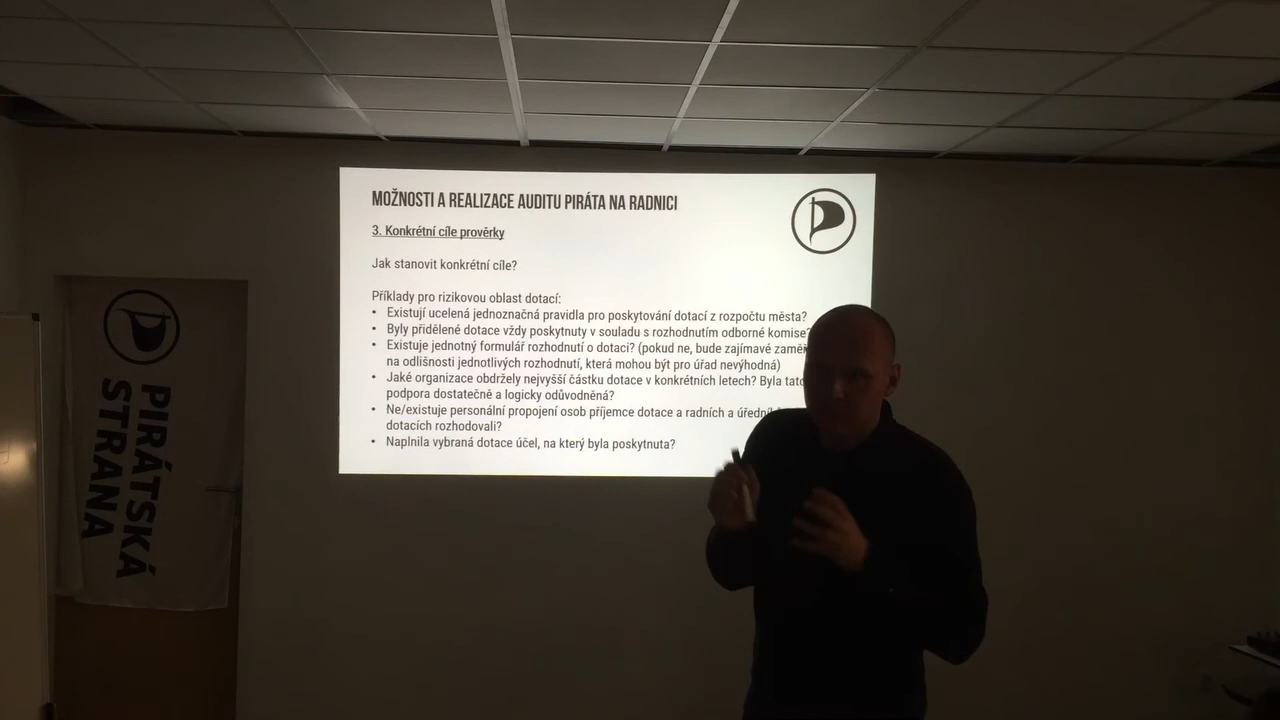 MOŽNOSTI A REALIZACE AUDITU PIRÁTA NA RADNICI
3. Konkrétní cíle prověrky
Jak stanovit konkrétní cíle?
Příklady pro rizikovou oblast dotací:
• Existují ucelená jednoznačná pravidla pro poskytování dotací z rozpočtu města?
• Byly přidělené dotace vždy poskytnuty v souladu s rozhodnutím odborné komise?
• Existuje jednotný formulář rozhodnutí o dotaci? (pokud ne, bude zajímavé
na odlišnosti jednotlivých rozhodnutí, která mohou být pro úřad nevýhodná)
• Jaké organizace obdržely nejvyšší částku dotace v konkrétních letech? Byla
podpora dostatečně a logicky odůvodněná?
• Ne/existuje personální propojení osob příjemce dotace a radních a
dotacích rozhodovali?
• Naplnila vybraná dotace účel, na který byla poskytnuta?
PIRÁTSKÁ
STRANA